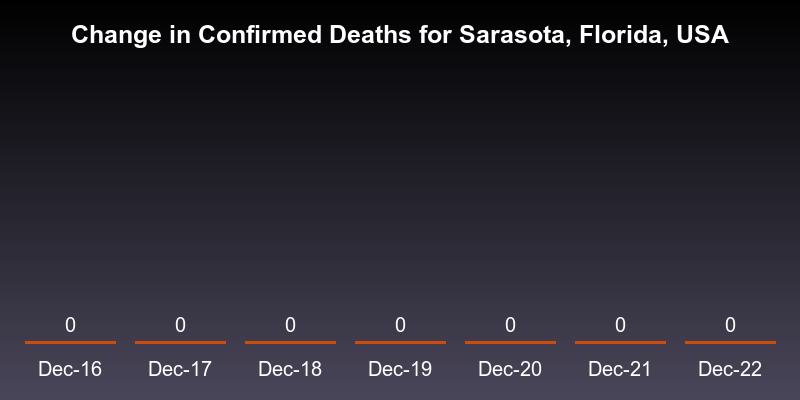 Change in Confirmed Deaths for Sarasota, Florida, USA
0 0 0 0 0 0 0
Dec-16 Dec-17 Dec-18 Dec-19 Dec-20 Dec-21 Dec-22